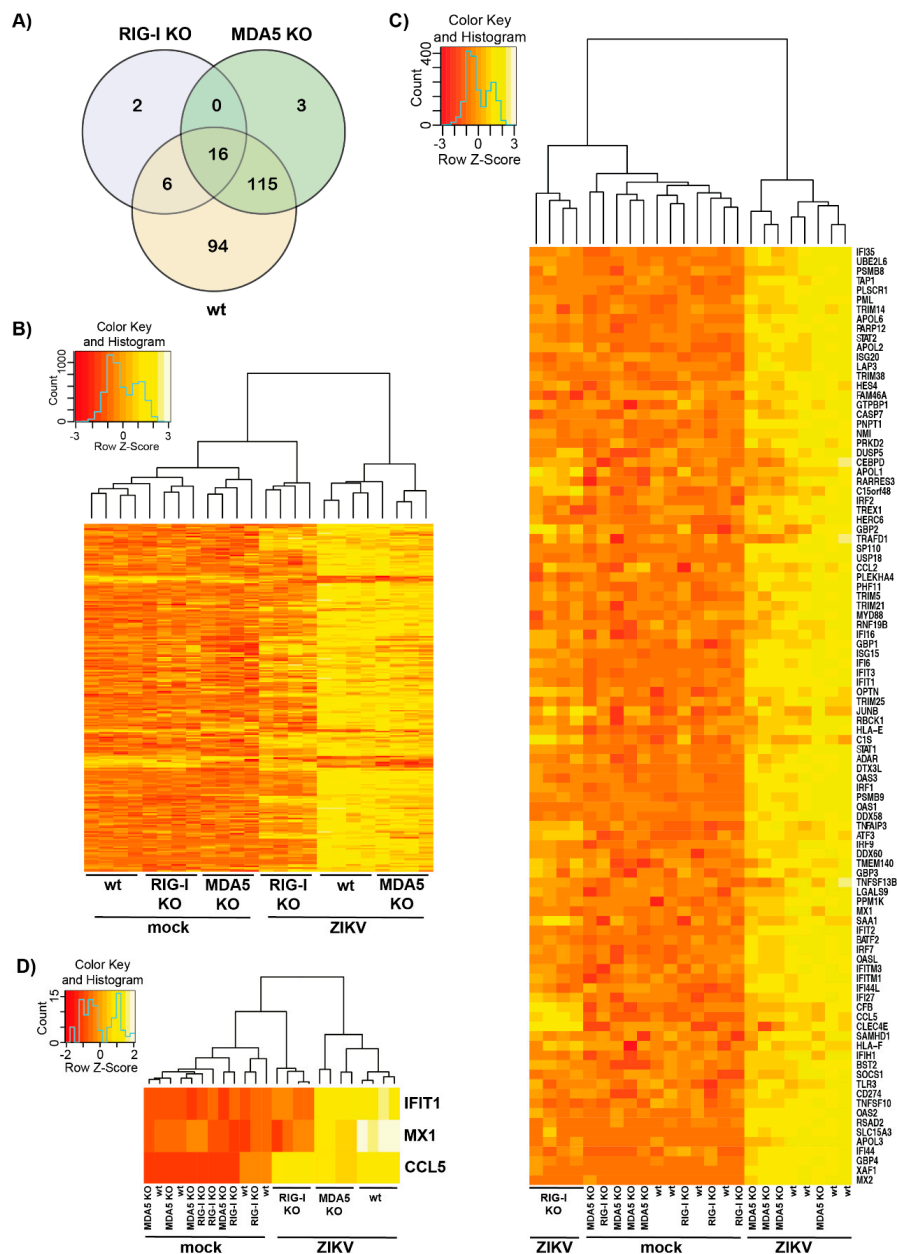 A)
RIG-I KO
MDA5 KO
2
0
3
16
6
115
94
wt
B)
Color Key
and Histogram
Count
0
1000
-3
0
3
Row Z-Score
wt
RIG-I
KO
MDA5
KO
RIG-I
KO
wt
MDA5
KO
mock
ZIKV
C)
Color Key
and Histogram
Count
0
200
400
-3
-1
1
3
Row Z-Score
IFI35
UBE2L6
PSMB8
TAP1
PLSCR1
PML
TRIM14
APOL6
PARP12
STAT2
APOL2
ISG20
LAP3
TRIM38
HES4
FAM46A
GTPBP1
CASP7
PNPT1
NMI
PRKD2
DUSP5
CEBPD
APOL1
RARRES3
C15orf48
IRF2
TREX1
HERC6
GBP2
TRAFD1
SP110
USP18
CCL2
PLEKHA4
PHF11
TRIM5
TRIM21
MYD88
RNF19B
IFI16
GBP1
ISG15
IFI6
IFIT3
IFIT1
OPTN
TRIM25
JUNB
RBCK1
HLA-E
C1S
STAT1
ADAR
DTX3L
OAS3
IRF1
PSMB9
OAS1
DDX58
TNFAIP3
ATF3
IRF9
DDX60
TMEM140
GBP3
TNFSF13B
LGALS9
PPM1K
MX1
SAA1
IFIT2
BATF2
IRF7
OASL
IFITM3
IFITM1
IFI44L
IFI27
CFB
CCL5
CLEC4E
SAMHD1
HLA-F
IFIH1
BST2
SOCS1
TLR3
CD274
TNFSF10
OAS2
RSAD2
SLC15A3
APOL3
IFI44
GBP4
XAF1
MX2
RIG-I
KO
MDA5 KO
RIG-I KO
MDA5 KO
MDA5 KO
MDA5 KO
wt
wt
RIG-I KO
wt
RIG-I KO
wt
RIG-I KO
MDA5 KO
MDA5 KO
MDA5 KO
wt
wt
MDA5 KO
wt
wt
ZIKV
mock
ZIKV
D)
Color Key
and Histogram
Count
0
15
-2
0
2
Row Z-Score
IFIT1
MX1
CCL5
MDA5 KO
wt
MDA5 KO
wt
MDA5 KO
RIG-I KO
RIG-I KO
MDA5 KO
RIG-I KO
wt
RIG-I KO
wt
RIG-I
KO
MDA5
KO
wt
mock
ZIKV